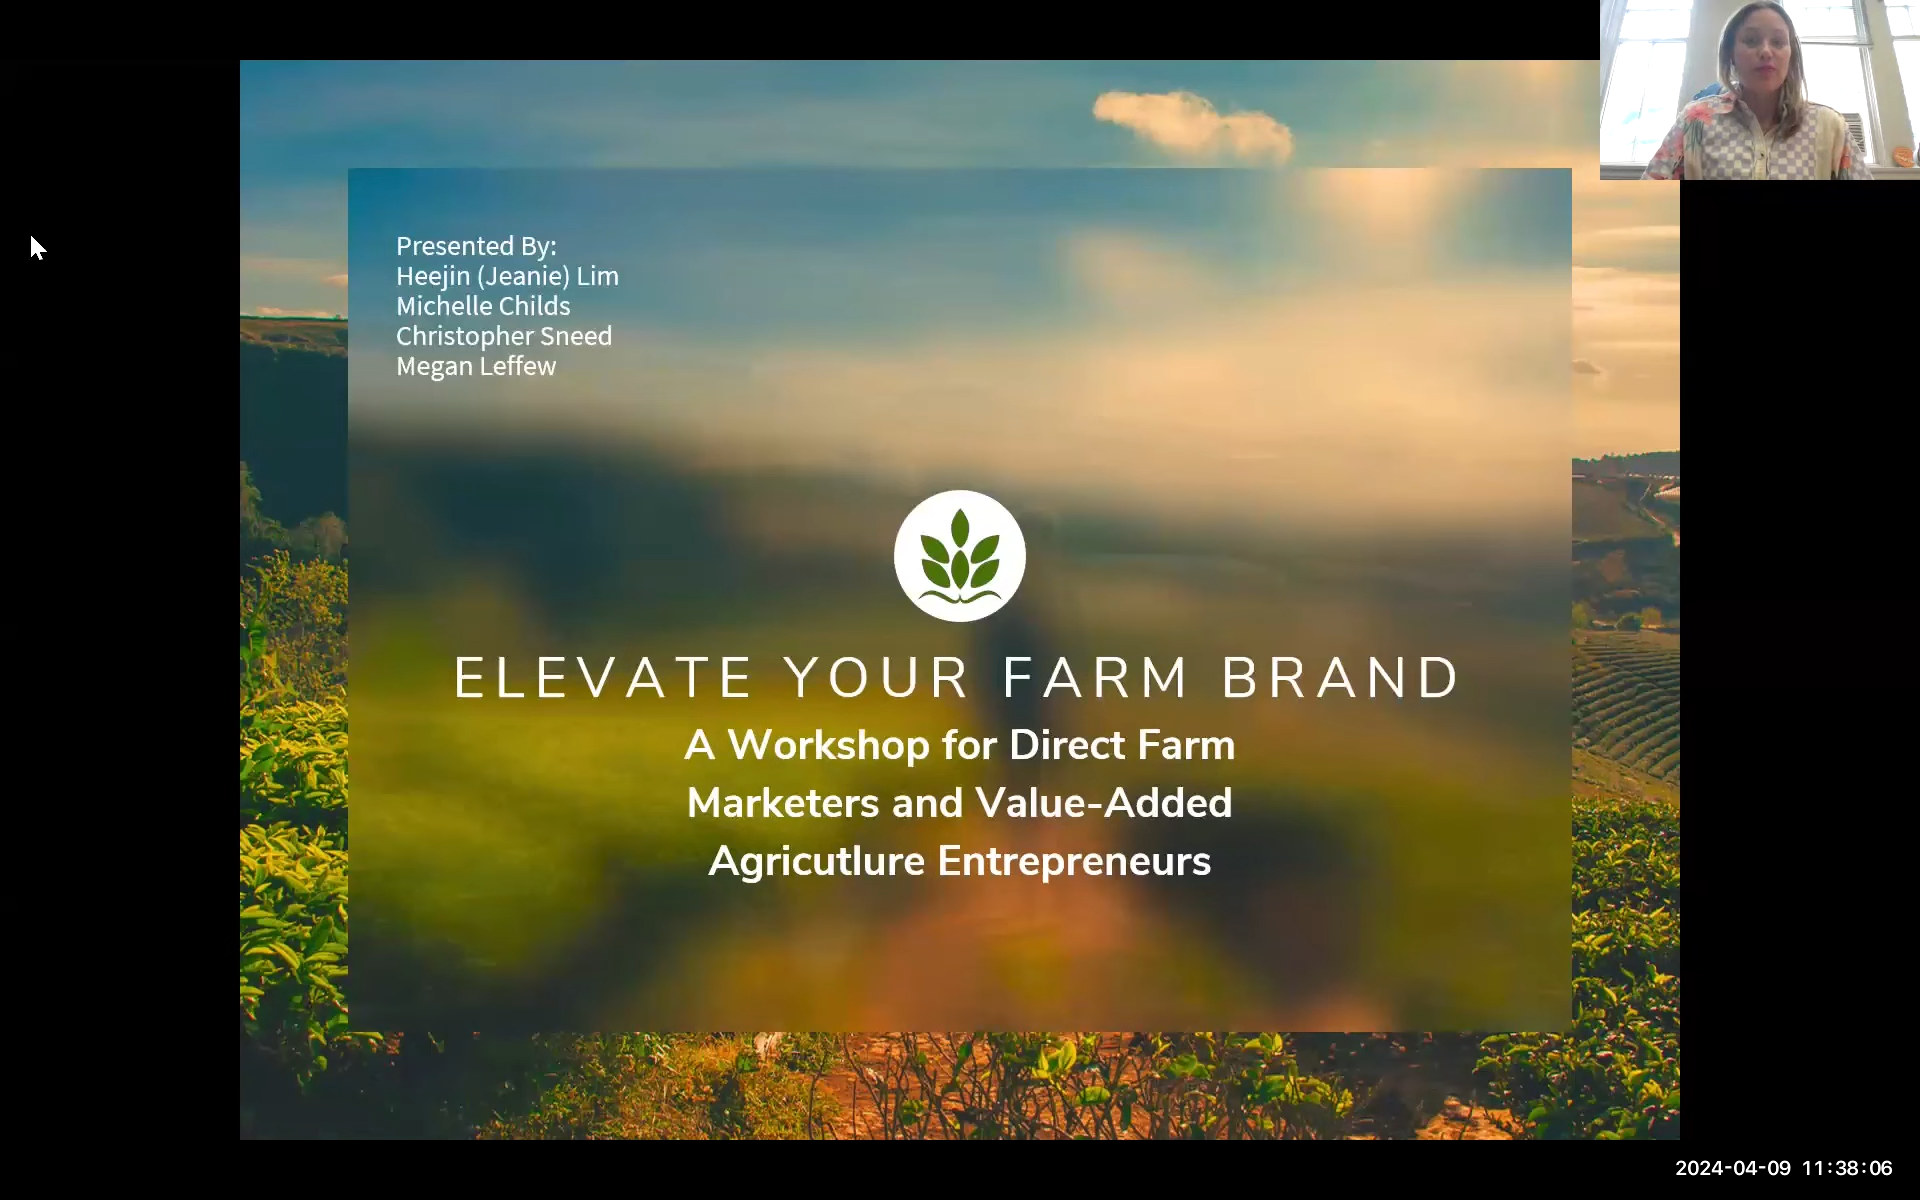 Presented By:
Heejin (Jeanie) Lim
Michelle Childs
Christopher Sneed
Megan Leffew
ELEVATE YOUR FARM BRAND
A Workshop for Direct Farm
Marketers and Value-Added
Agricutlure Entrepreneurs
2024-04-09 11:38:06